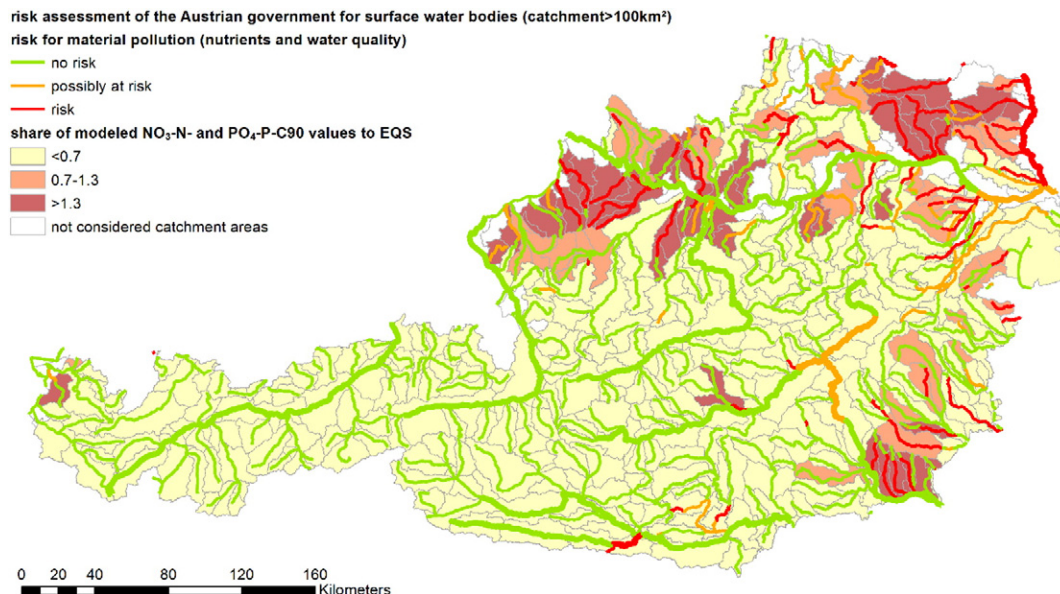 risk assessment of the Austrian government for surface water bodies (catchment>100km²)
risk for material pollution (nutrients and water quality)
no risk
possibly at risk
risk
share of modeled NO₃-N- and PO₄-P-C90 values to EQS
<0.7
0.7-1.3
>1.3
not considered catchment areas
0 10 20 40 80 120 160
Kilometers